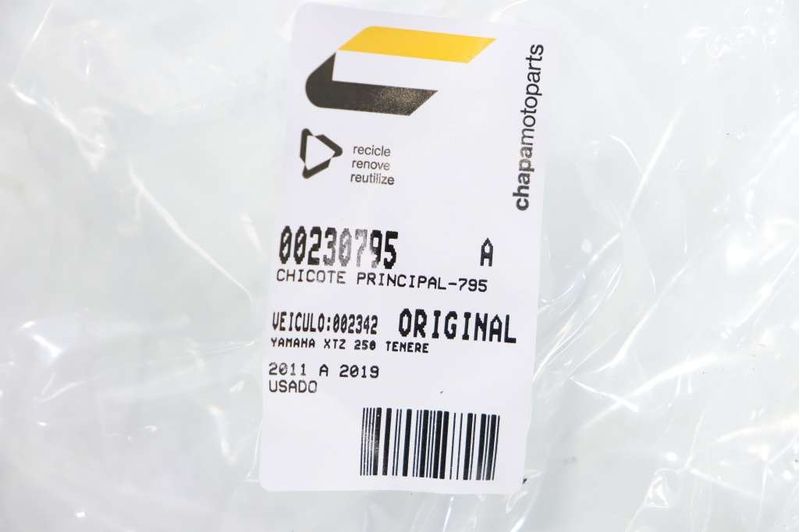 chapamotoparts
recicle
renove
reutilize
00230795 A
CHICOTE PRINCIPAL-795
VEICULO:002342 ORIGINAL
YAMAHA XTZ 250 TENERE
2011 A 2019
USADO